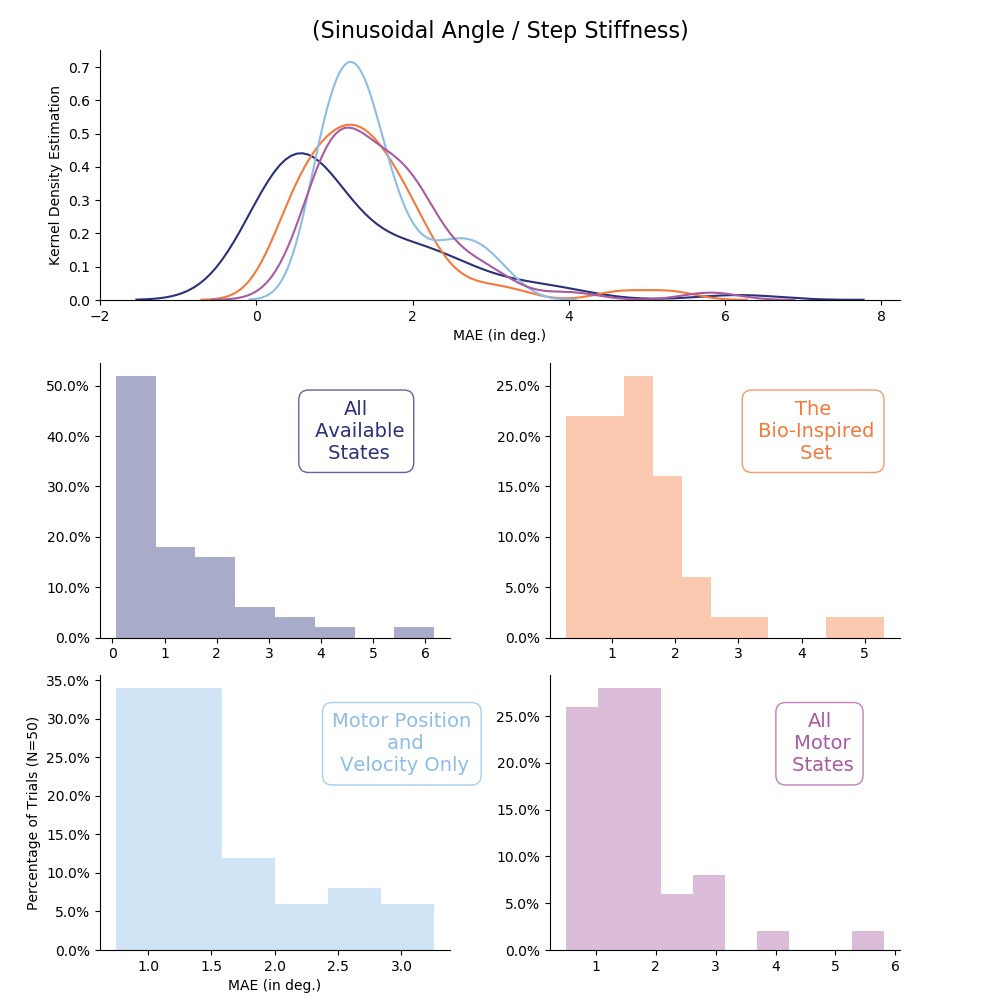 (Sinusoidal Angle / Step Stiffness)
0.7
0.6
0.5
0.4
0.3
0.2
0.1
0.0
Kernel Density Estimation
−2 0 2 4 6 8
MAE (in deg.)
50.0%
40.0%
30.0%
20.0%
10.0%
0.0%
All
Available
States
0 1 2 3 4 5 6
25.0%
20.0%
15.0%
10.0%
5.0%
0.0%
The
Bio-Inspired
Set
1 2 3 4 5
35.0%
30.0%
25.0%
20.0%
15.0%
10.0%
5.0%
0.0%
Percentage of Trials (N=50)
Motor Position
and
Velocity Only
1.0 1.5 2.0 2.5 3.0
MAE (in deg.)
25.0%
20.0%
15.0%
10.0%
5.0%
0.0%
All
Motor
States
1 2 3 4 5 6